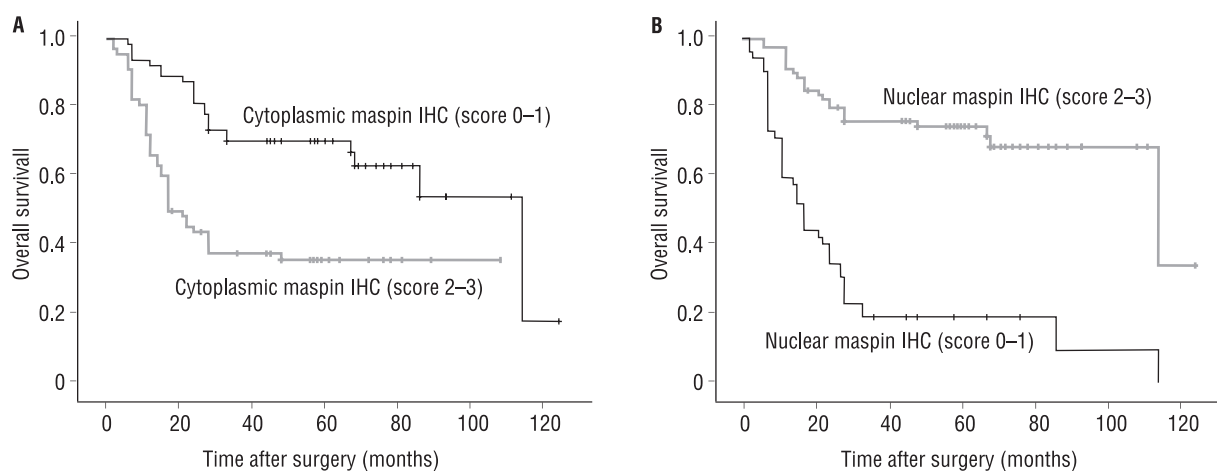 A
Overall survivall
1.0
0.8
0.6
0.4
0.2
0
Cytoplasmic maspin IHC (score 0–1)
Cytoplasmic maspin IHC (score 2–3)
0 20 40 60 80 100 120
Time after surgery (months)
B
Overall survivall
1.0
0.8
0.6
0.4
0.2
0
Nuclear maspin IHC (score 2–3)
Nuclear maspin IHC (score 0–1)
0 20 40 60 80 100 120
Time after surgery (months)